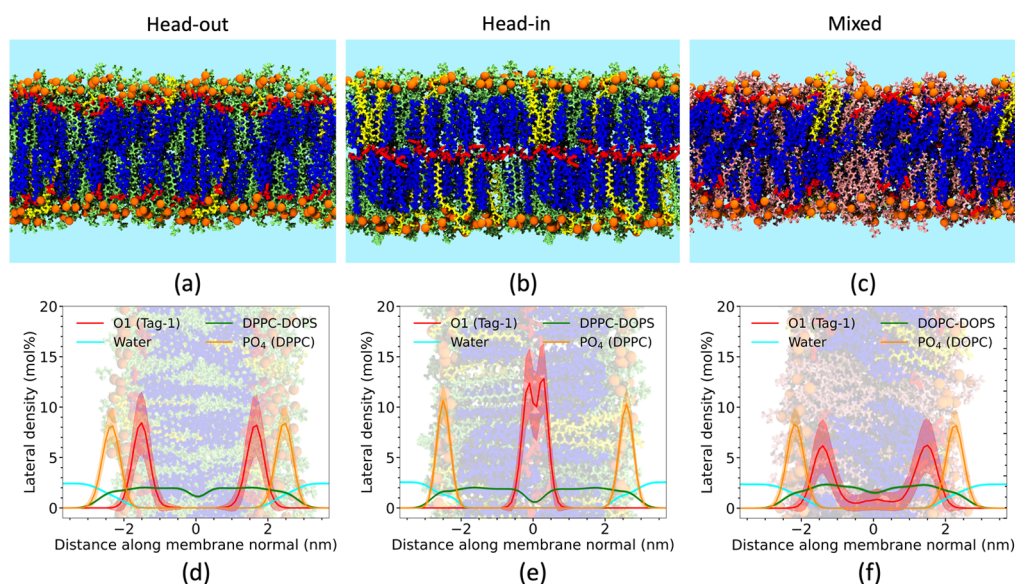 Head-out
Head-in
Mixed
(a)
(b)
(c)
20
15
10
5
0
Lateral density (mol%)
O1 (Tag-1)
DPPC-DOPS
Water
PO₄ (DPPC)
−2
0
2
Distance along membrane normal (nm)
(d)
20
15
10
5
0
Lateral density (mol%)
O1 (Tag-1)
DPPC-DOPS
Water
PO₄ (DPPC)
−2
0
2
Distance along membrane normal (nm)
(e)
20
15
10
5
0
Lateral density (mol%)
O1 (Tag-1)
DOPC-DOPS
Water
PO₄ (DOPC)
−2
0
2
Distance along membrane normal (nm)
(f)